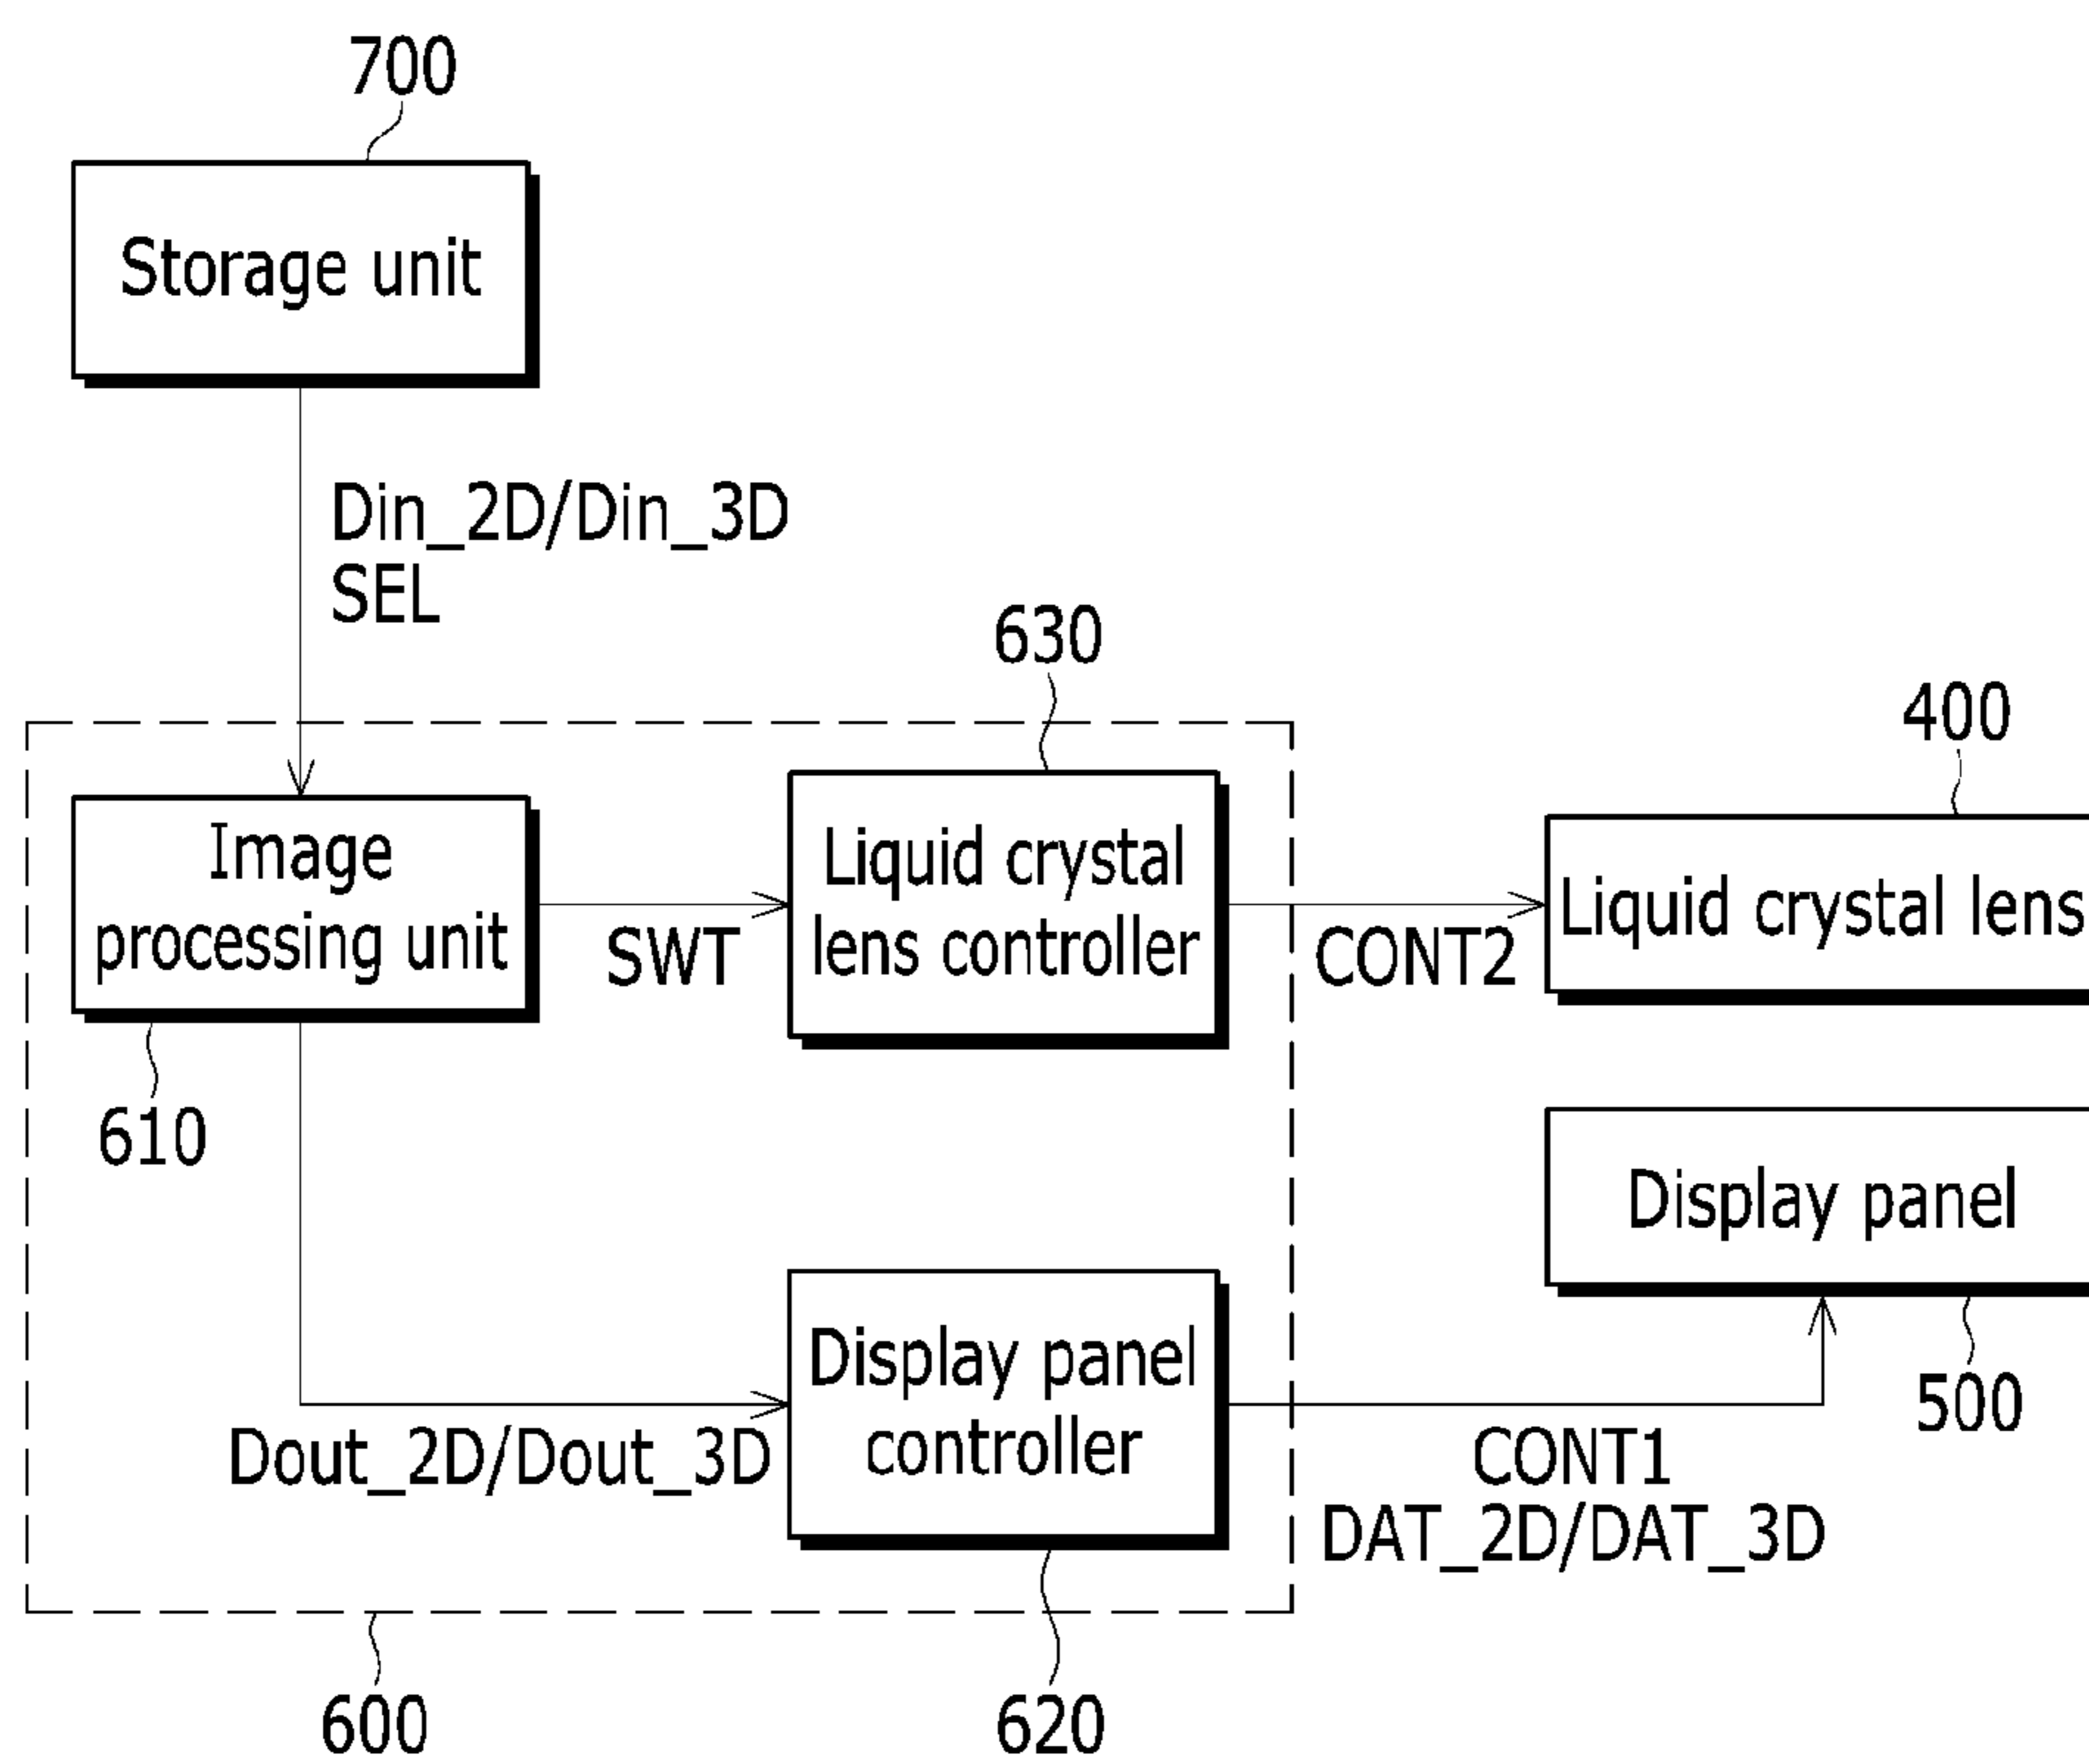 700
Storage unit
Din_2D/Din_3D
SEL
630
400
Image
processing unit
SWT
Liquid crystal
lens controller
CONT2
Liquid crystal lens
610
Display panel
500
Dout_2D/Dout_3D
Display panel
controller
CONT1
DAT_2D/DAT_3D
600
620